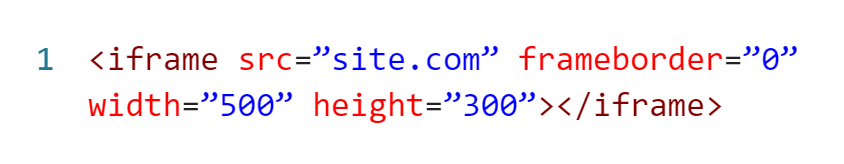 1 <iframe src=”site.com” frameborder=”0”
width=”500” height=”300”></iframe>